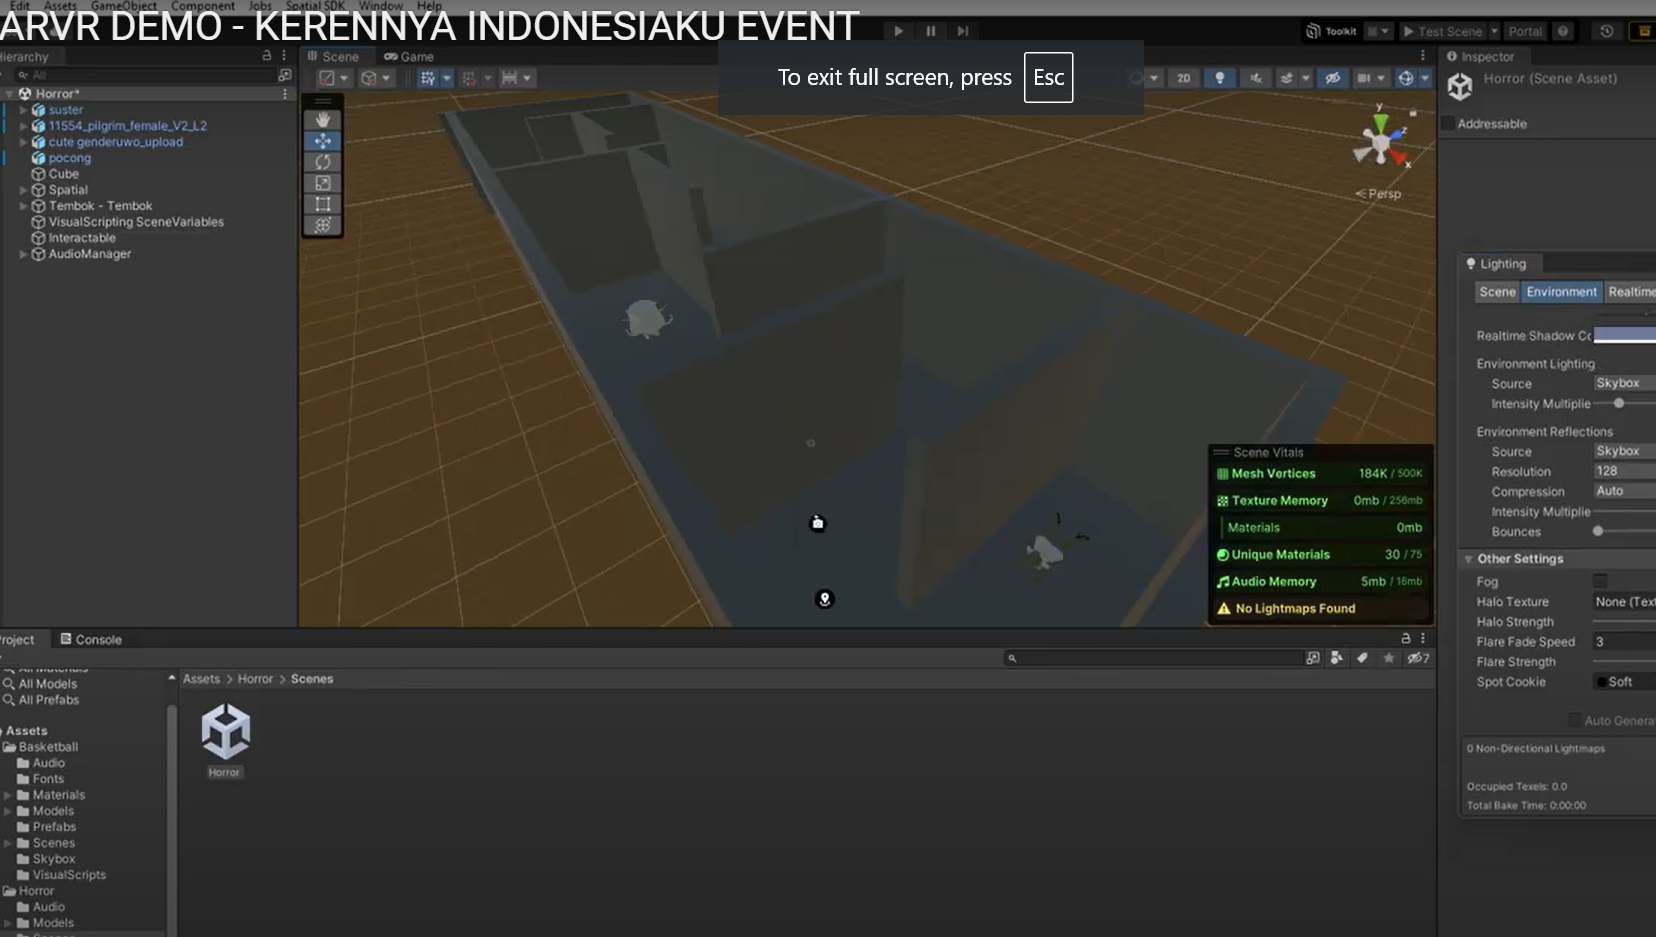 Edit Assets GameObject Component Jobs Spatial SDK Window Help
ARVR DEMO - KERENNYA INDONESIAKU EVENT
To exit full screen, press Esc
Toolkit
Test Scene
Portal
ierarchy
All
Horror*
suster
11554_pilgrim_female_V2_L2
cute genderuwo_upload
pocong
Cube
Spatial
Tembok - Tembok
VisualScripting SceneVariables
Interactable
AudioManager
Scene
Game
2D
y
z
x
Persp
Scene Vitals
Mesh Vertices 184K / 500K
Texture Memory 0mb / 256mb
Materials 0mb
Unique Materials 30 / 75
Audio Memory 5mb / 16mb
No Lightmaps Found
Inspector
Horror (Scene Asset)
Addressable
Lighting
Scene Environment Realtime
Realtime Shadow Cc
Environment Lighting
Source Skybox
Intensity Multiplie
Environment Reflections
Source Skybox
Resolution 128
Compression Auto
Intensity Multiplie
Bounces
Other Settings
Fog
Halo Texture None (Text
Halo Strength
Flare Fade Speed 3
Flare Strength
Spot Cookie Soft
Auto Genera
0 Non-Directional Lightmaps
Occupied Texels: 0.0
Total Bake Time: 0:00:00
roject
Console
7
All Materials
All Models
All Prefabs
Assets
Basketball
Audio
Fonts
Materials
Models
Prefabs
Scenes
Skybox
VisualScripts
Horror
Audio
Models
Assets > Horror > Scenes
Horror